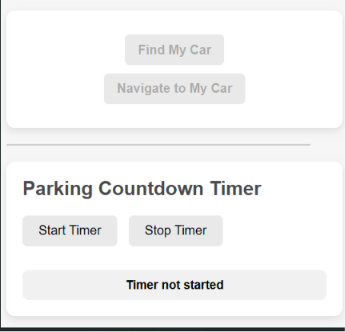 Find My Car
Navigate to My Car
Parking Countdown Timer
Start Timer Stop Timer
Timer not started